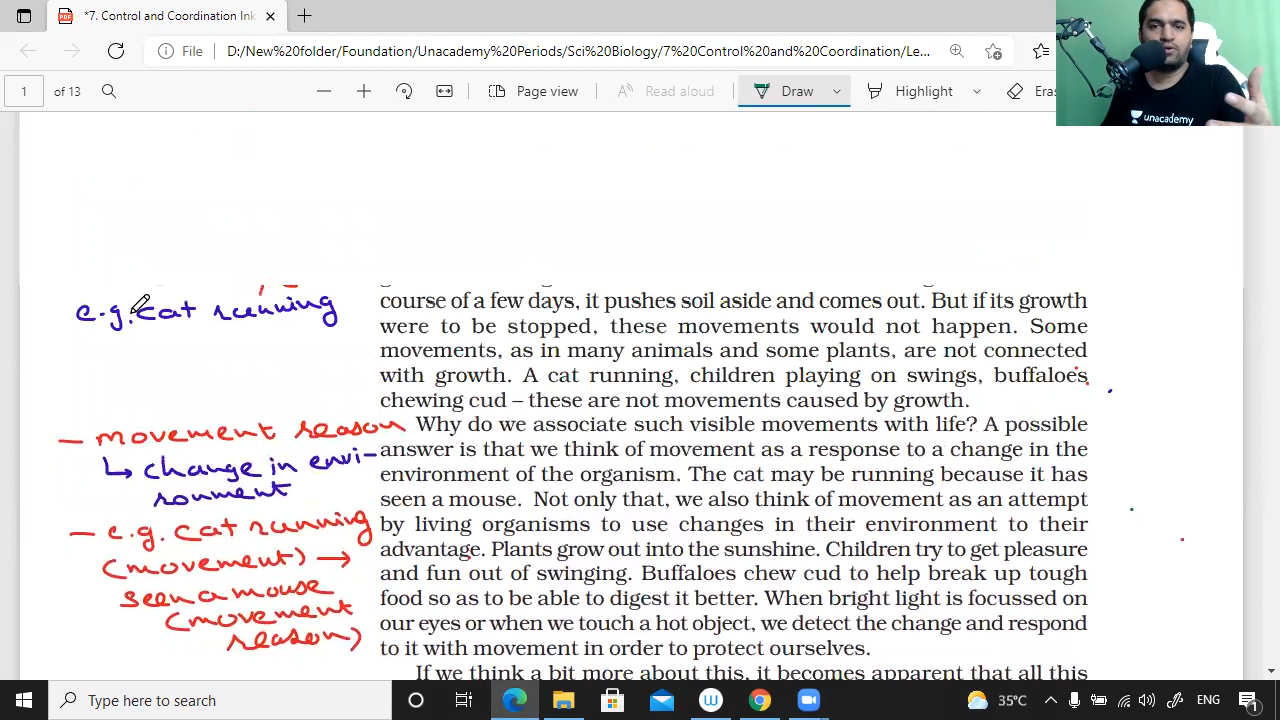 *7. Control and Coordination Ink
File
D:/New%20folder/Foundation/Unacademy%20Periods/Sci%20Biology/7%20Control%20and%20Coordination/Le...
1
of 13
Page view
Read aloud
Draw
Highlight
Eras
unacademy
e.g. cat running
course of a few days, it pushes soil aside and comes out. But if its growth
were to be stopped, these movements would not happen. Some
movements, as in many animals and some plants, are not connected
with growth. A cat running, children playing on swings, buffaloes
chewing cud – these are not movements caused by growth.
– movement reason
↳ change in envi-
ronment
– e.g. cat running
(movement) →
seen a mouse
(movement
reason)
Why do we associate such visible movements with life? A possible
answer is that we think of movement as a response to a change in the
environment of the organism. The cat may be running because it has
seen a mouse. Not only that, we also think of movement as an attempt
by living organisms to use changes in their environment to their
advantage. Plants grow out into the sunshine. Children try to get pleasure
and fun out of swinging. Buffaloes chew cud to help break up tough
food so as to be able to digest it better. When bright light is focussed on
our eyes or when we touch a hot object, we detect the change and respond
to it with movement in order to protect ourselves.
If we think a bit more about this, it becomes apparent that all this
Type here to search
35°C
ENG
1